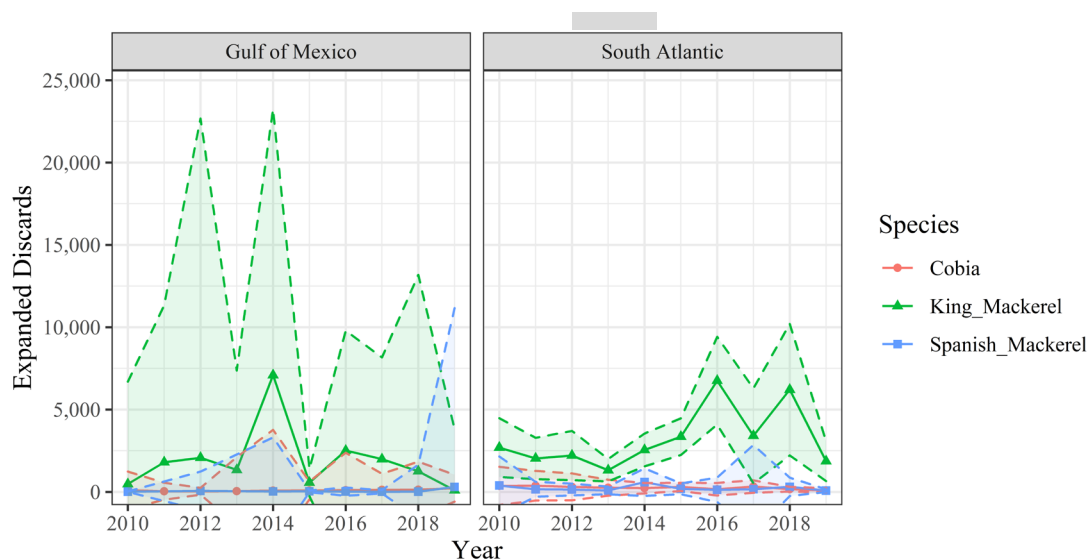 Gulf of Mexico
South Atlantic
25,000
20,000
15,000
10,000
5,000
0
Expanded Discards
2010 2012 2014 2016 2018
2010 2012 2014 2016 2018
Year
Species
Cobia
King_Mackerel
Spanish_Mackerel